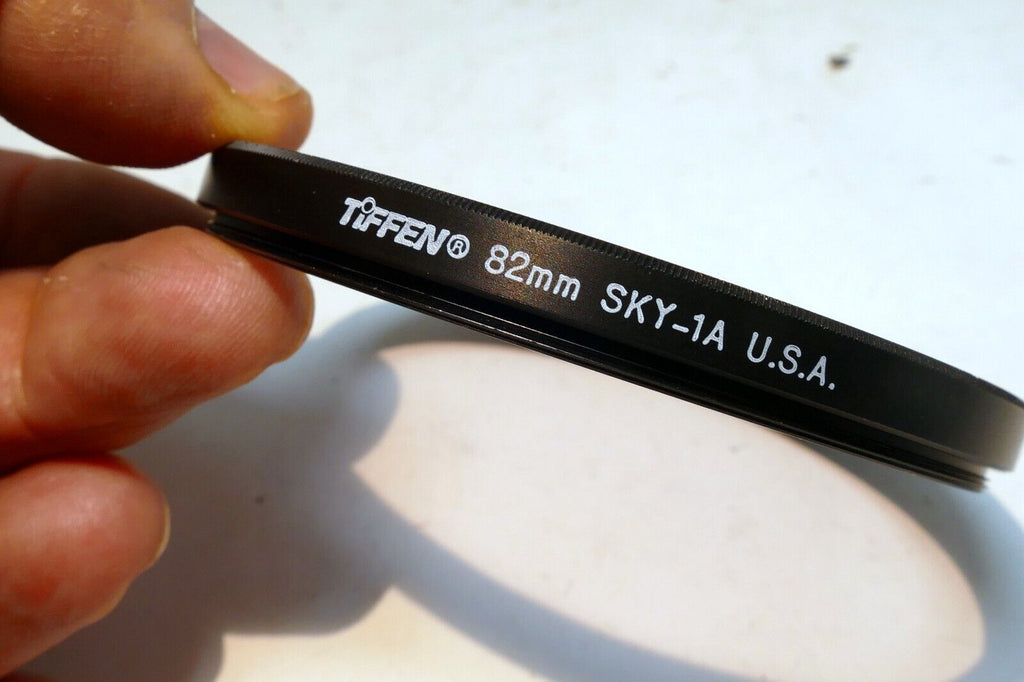 TiFFEN® 82mm SKY-1A U.S.A.